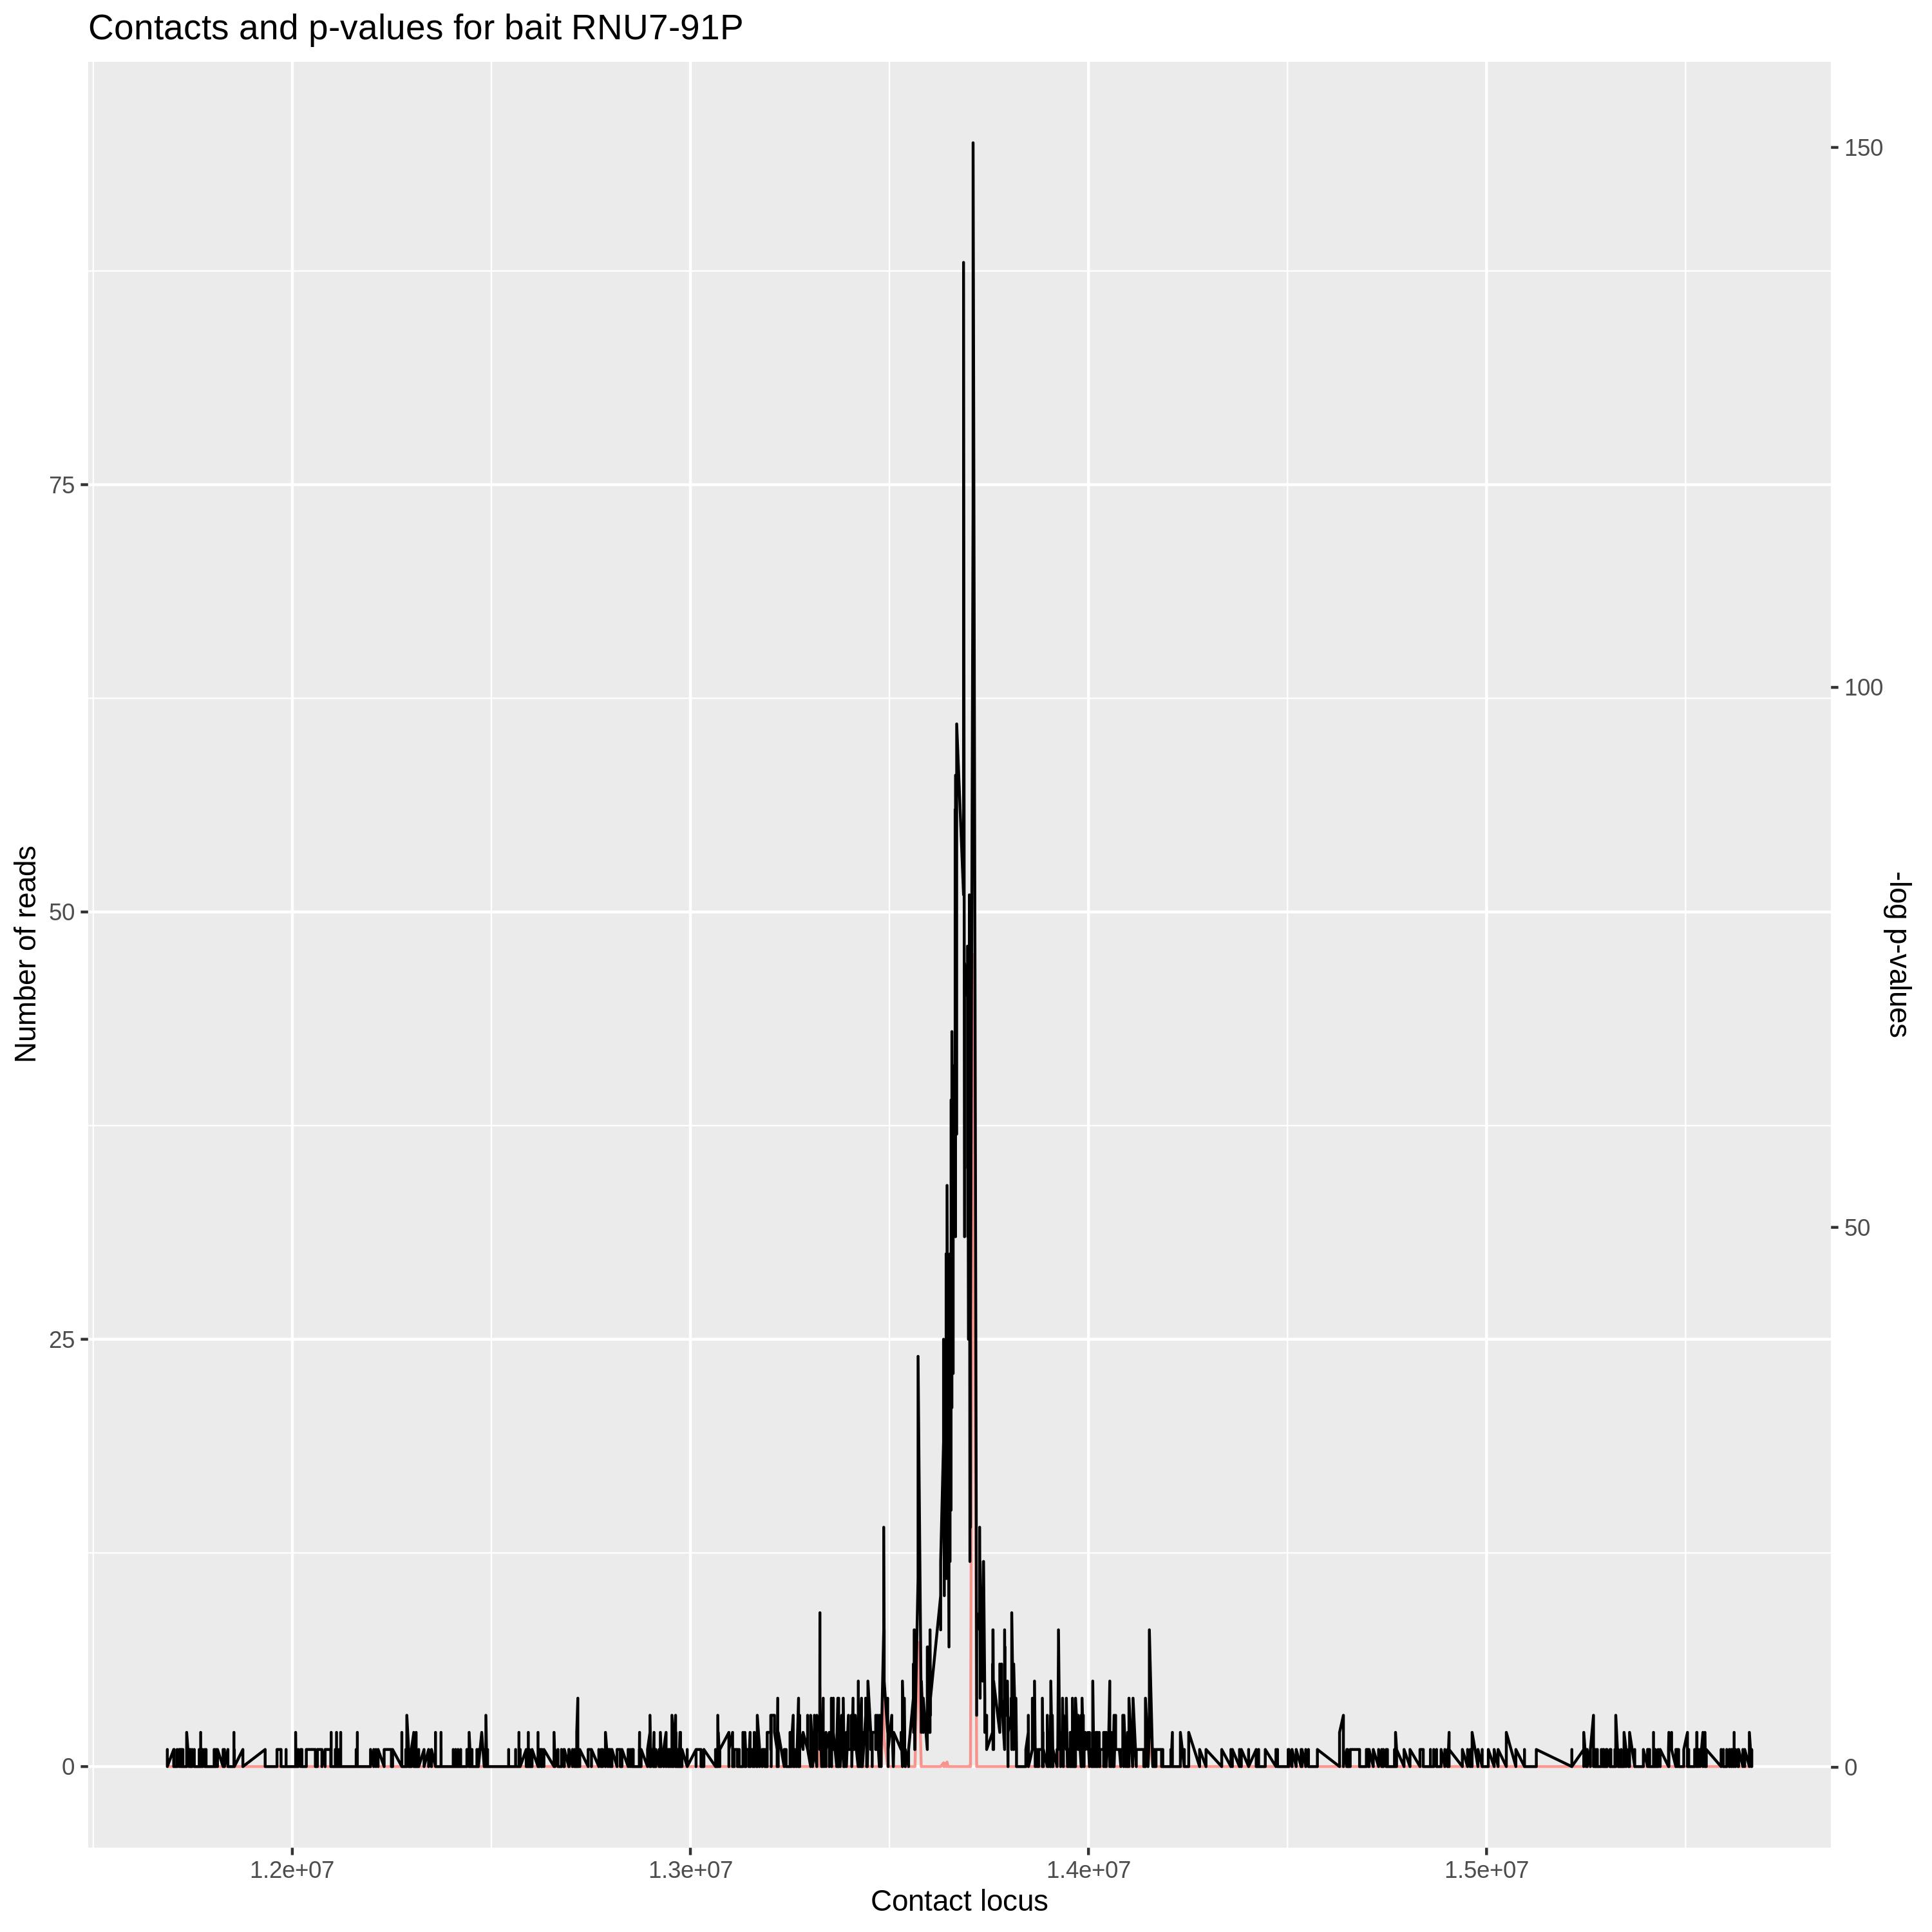 Contacts and p-values for bait RNU7-91P
Number of reads
75
50
25
0
150
100
50
0
-log p-values
1.2e+07
1.3e+07
1.4e+07
1.5e+07
Contact locus